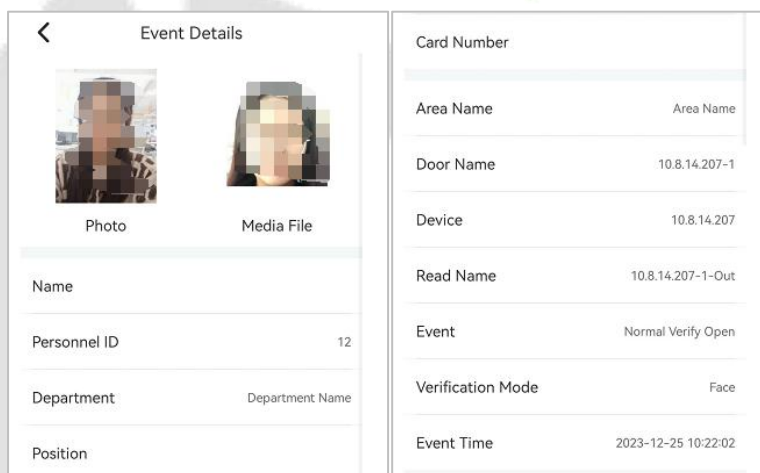 Event Details
Photo Media File
Name
Personnel ID 12
Department Department Name
Position
Card Number
Area Name Area Name
Door Name 10.8.14.207-1
Device 10.8.14.207
Read Name 10.8.14.207-1-Out
Event Normal Verify Open
Verification Mode Face
Event Time 2023-12-25 10:22:02